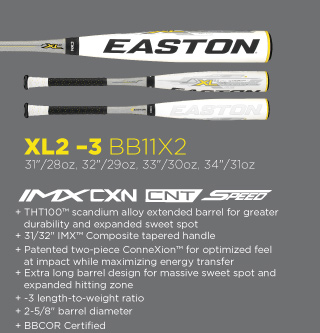 EASTON
XL
XL2 –3 BB11X2
31"/28oz, 32"/29oz, 33"/30oz, 34"/31oz
IMX CXN CNT SPEED
+ THT100™ scandium alloy extended barrel for greater
durability and expanded sweet spot
+ 31/32" IMX™ Composite tapered handle
+ Patented two-piece ConneXion™ for optimized feel
at impact while maximizing energy transfer
+ Extra long barrel design for massive sweet spot and
expanded hitting zone
+ -3 length-to-weight ratio
+ 2-5/8" barrel diameter
+ BBCOR Certified